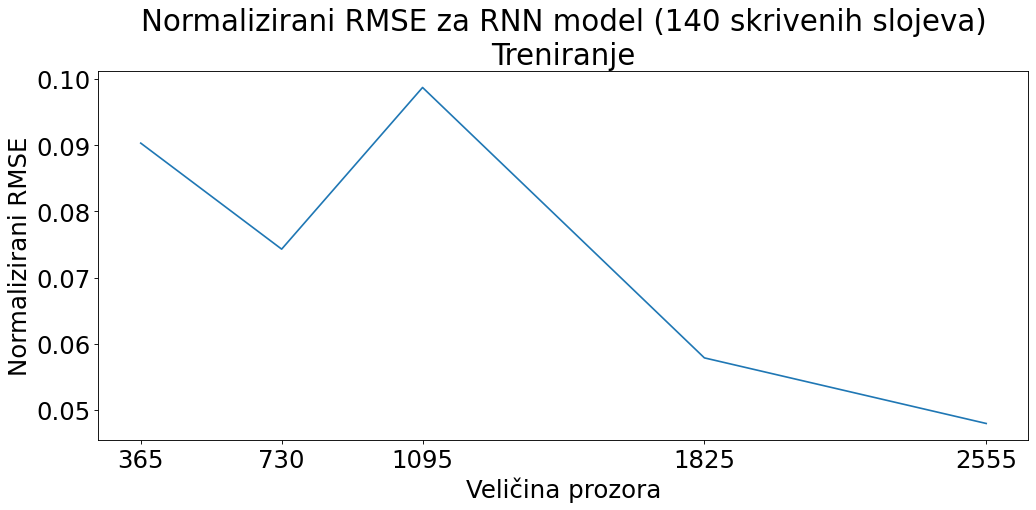 Normalizirani RMSE za RNN model (140 skrivenih slojeva)
Treniranje
Normalizirani RMSE
0.10
0.09
0.08
0.07
0.06
0.05
365 730 1095 1825 2555
Veličina prozora